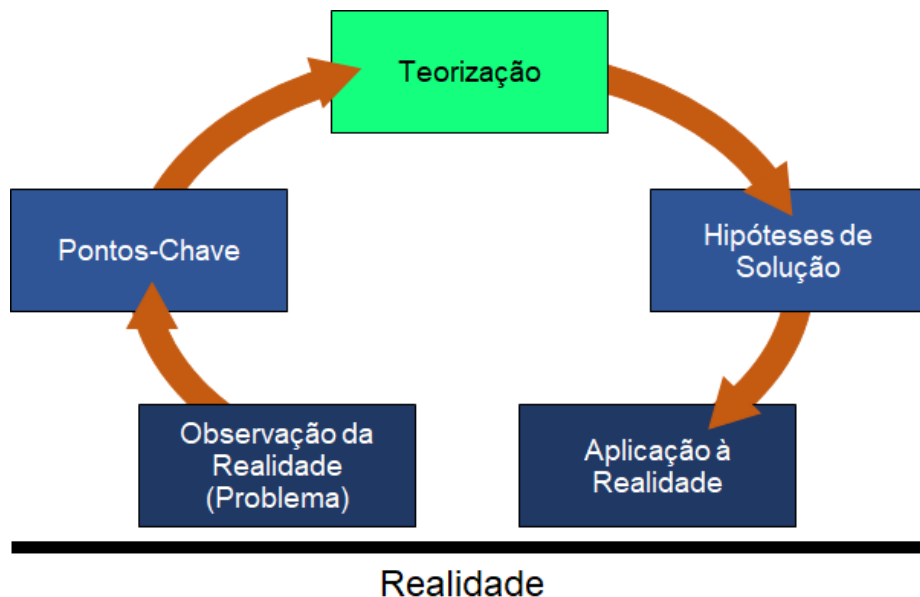 Teorização
Pontos-Chave
Hipóteses de
Solução
Observação da
Realidade
(Problema)
Aplicação à
Realidade
Realidade